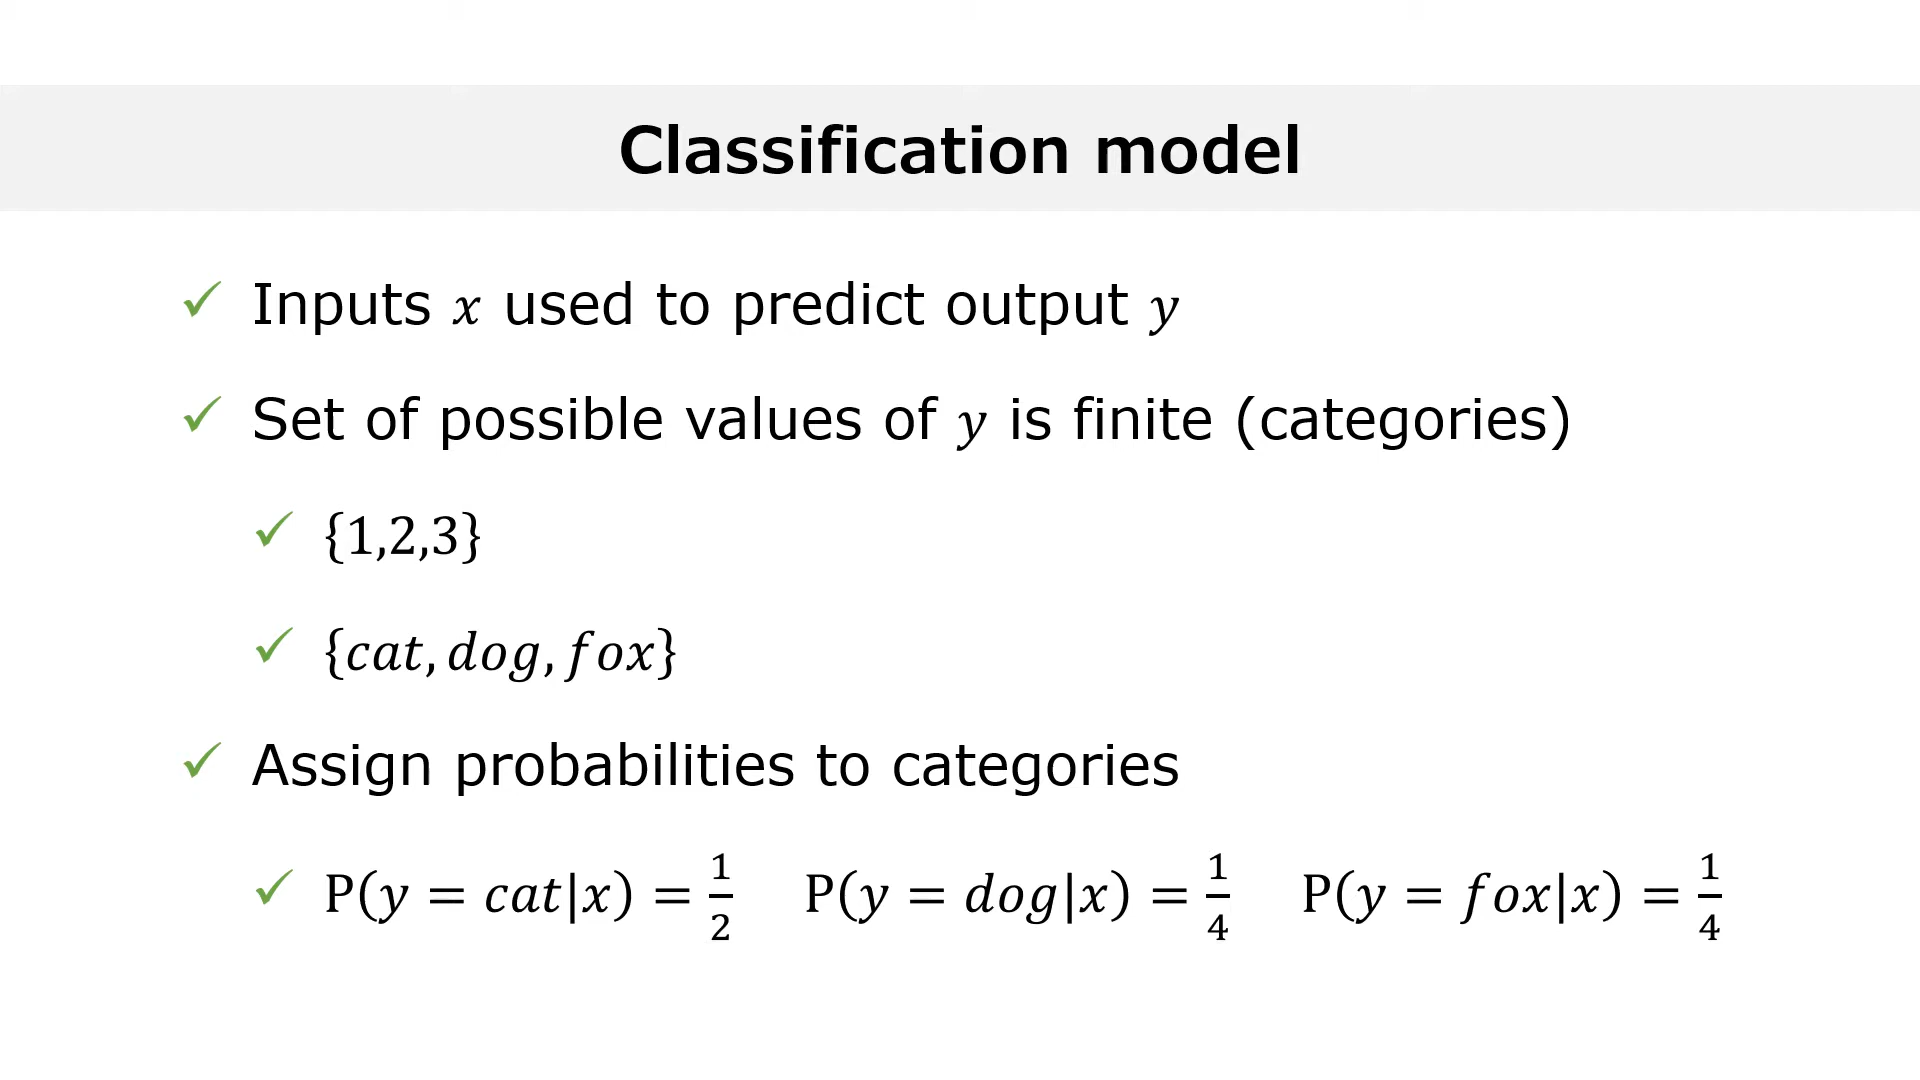 Classification model
✓ Inputs x used to predict output y
✓ Set of possible values of y is finite (categories)
✓ {1,2,3}
✓ {cat, dog, fox}
✓ Assign probabilities to categories
✓ P(y = cat|x) = 1/2 P(y = dog|x) = 1/4 P(y = fox|x) = 1/4